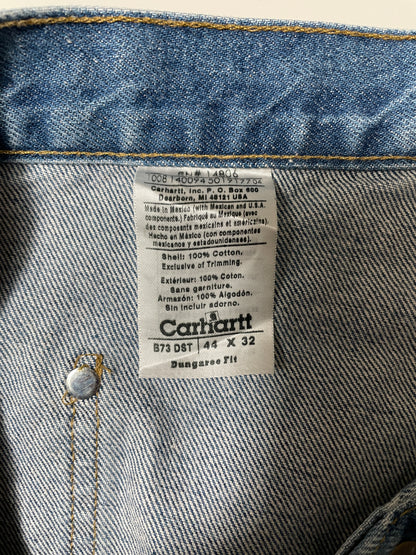 RN# 14806
Carhartt, Inc. P. O. Box 600
Dearborn, MI 48121 USA
Made in Mexico (with Mexican and U.S.A.
components.) Fabriqué au Mexique (avec
des composants mexicains et américains).
Hecho en México (con componentes
mexicanos y estadounidenses).
Shell: 100% Cotton.
Exclusive of Trimming.
Extérieur: 100% Coton.
Sans garniture.
Armazón: 100% Algodón.
Sin incluir adorno.
Carhartt
B73 DST 44 X 32
Dungaree Fit